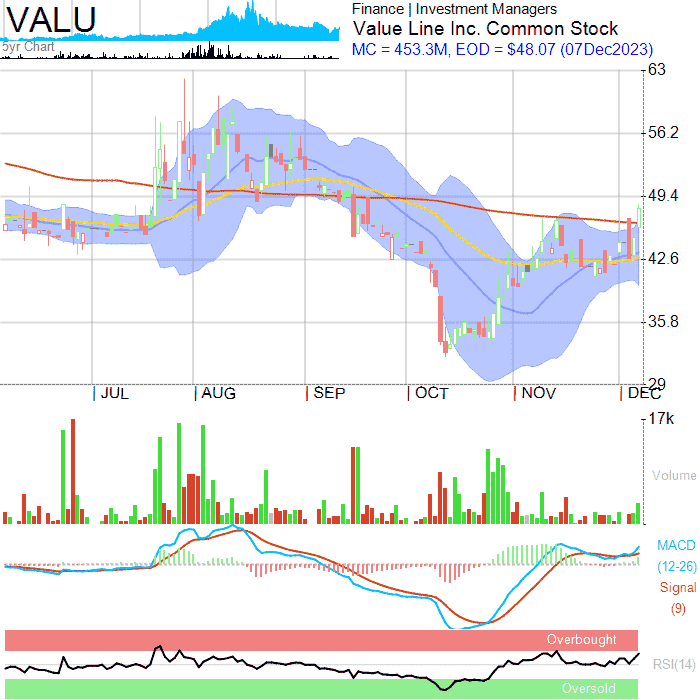 VALU
5yr Chart
Finance | Investment Managers
Value Line Inc. Common Stock
MC = 453.3M, EOD = $48.07 (07Dec2023)
63
56.2
49.4
42.6
35.8
29
JUL
AUG
SEP
OCT
NOV
DEC
17k
Volume
MACD
(12-26)
Signal
(9)
Overbought
RSI(14)
Oversold